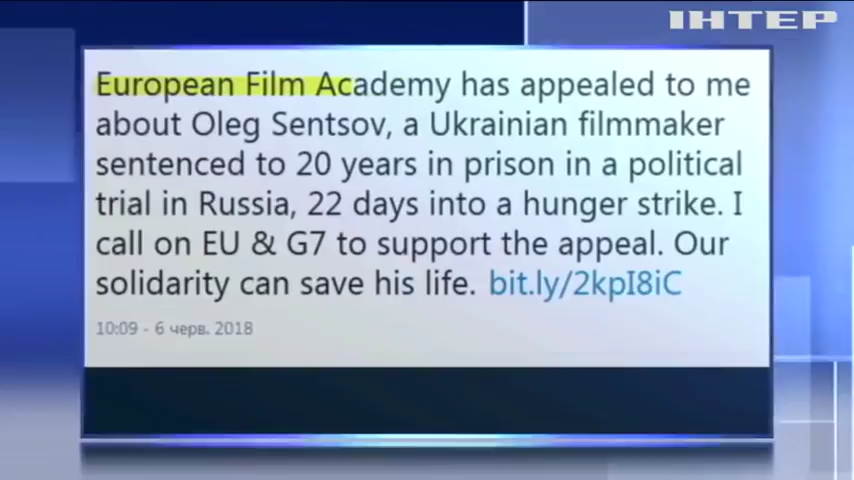 ІНТЕР
European Film Academy has appealed to me
about Oleg Sentsov, a Ukrainian filmmaker
sentenced to 20 years in prison in a political
trial in Russia, 22 days into a hunger strike. I
call on EU & G7 to support the appeal. Our
solidarity can save his life. bit.ly/2kpI8iC
10:09 - 6 черв. 2018